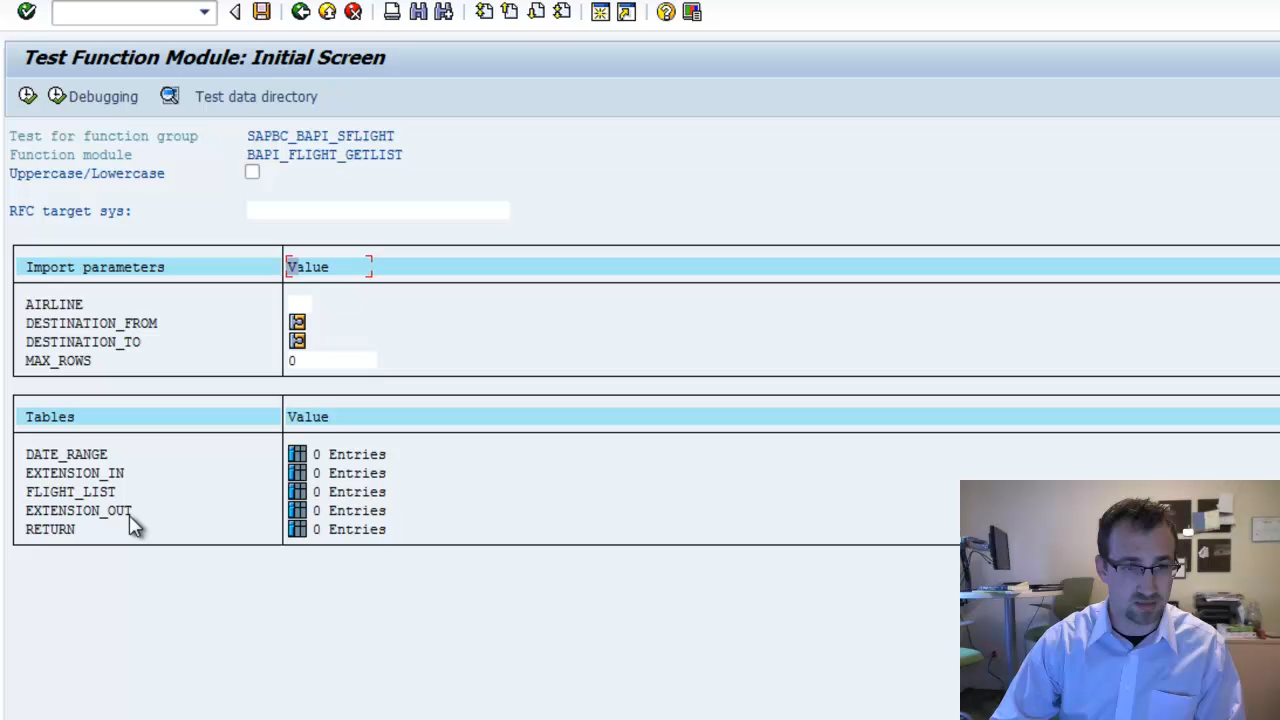 Test Function Module: Initial Screen
Debugging Test data directory
Test for function group SAPBC_BAPI_SFLIGHT
Function module BAPI_FLIGHT_GETLIST
Uppercase/Lowercase
RFC target sys:
Import parameters Value
AIRLINE
DESTINATION_FROM
DESTINATION_TO
MAX_ROWS 0
Tables Value
DATE_RANGE 0 Entries
EXTENSION_IN 0 Entries
FLIGHT_LIST 0 Entries
EXTENSION_OUT 0 Entries
RETURN 0 Entries